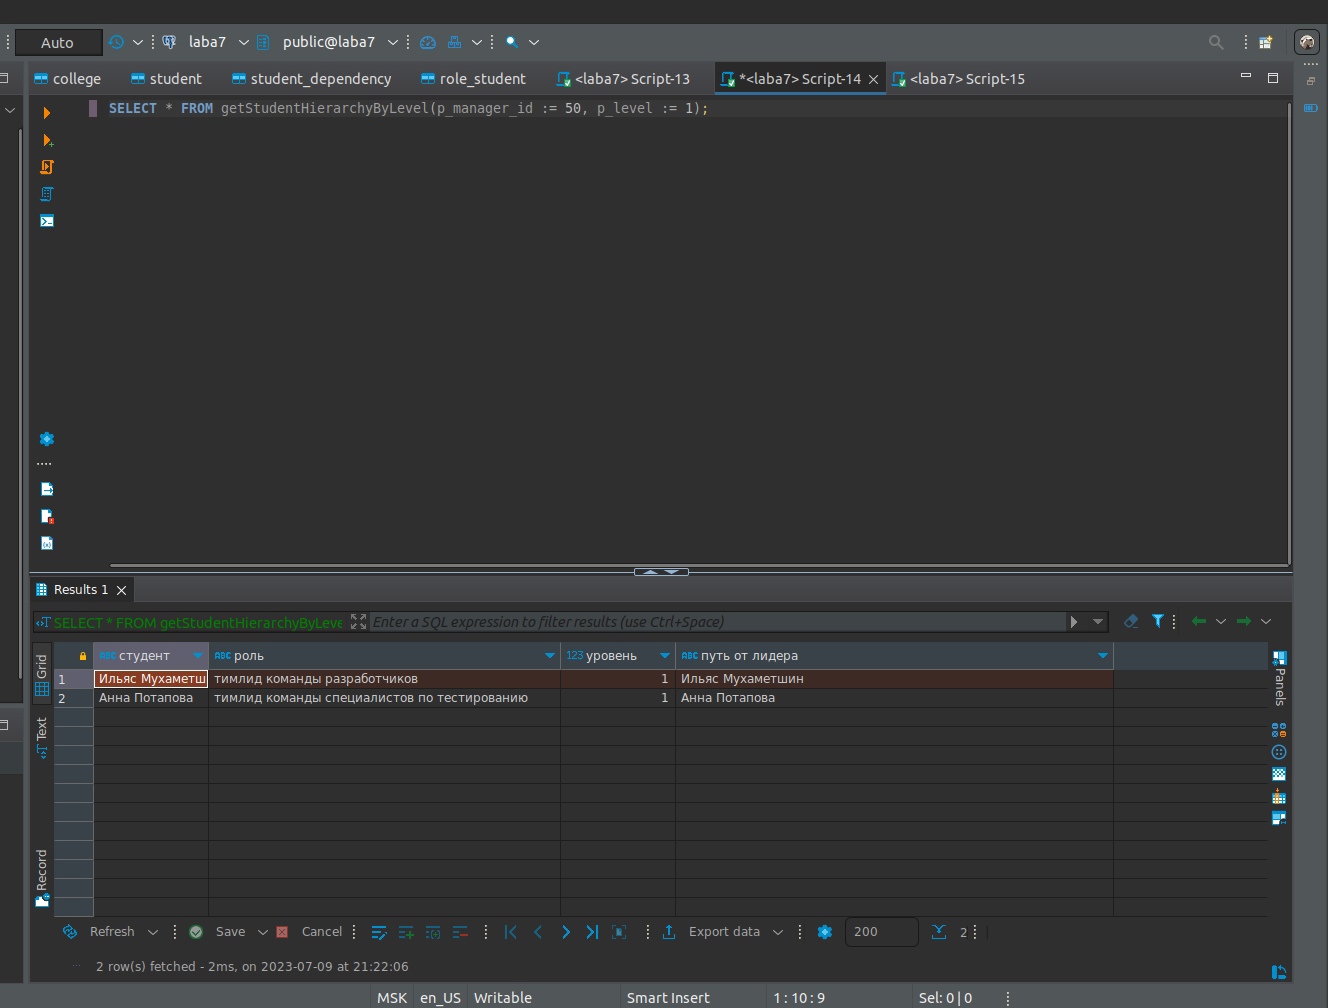 Auto laba7 public@laba7
college student student_dependency role_student <laba7> Script-13 *<laba7> Script-14 <laba7> Script-15
SELECT * FROM getStudentHierarchyByLevel(p_manager_id := 50, p_level := 1);
Results 1
SELECT * FROM getStudentHierarchyByLeve Enter a SQL expression to filter results (use Ctrl+Space)
ABC студент ABC роль 123 уровень ABC путь от лидера
1 Ильяс Мухаметш тимлид команды разработчиков 1 Ильяс Мухаметшин
2 Анна Потапова тимлид команды специалистов по тестированию 1 Анна Потапова
Grid
Text
Record
Panels
Refresh Save Cancel Export data 200 2
2 row(s) fetched - 2ms, on 2023-07-09 at 21:22:06
MSK en_US Writable Smart Insert 1 : 10 : 9 Sel: 0 | 0